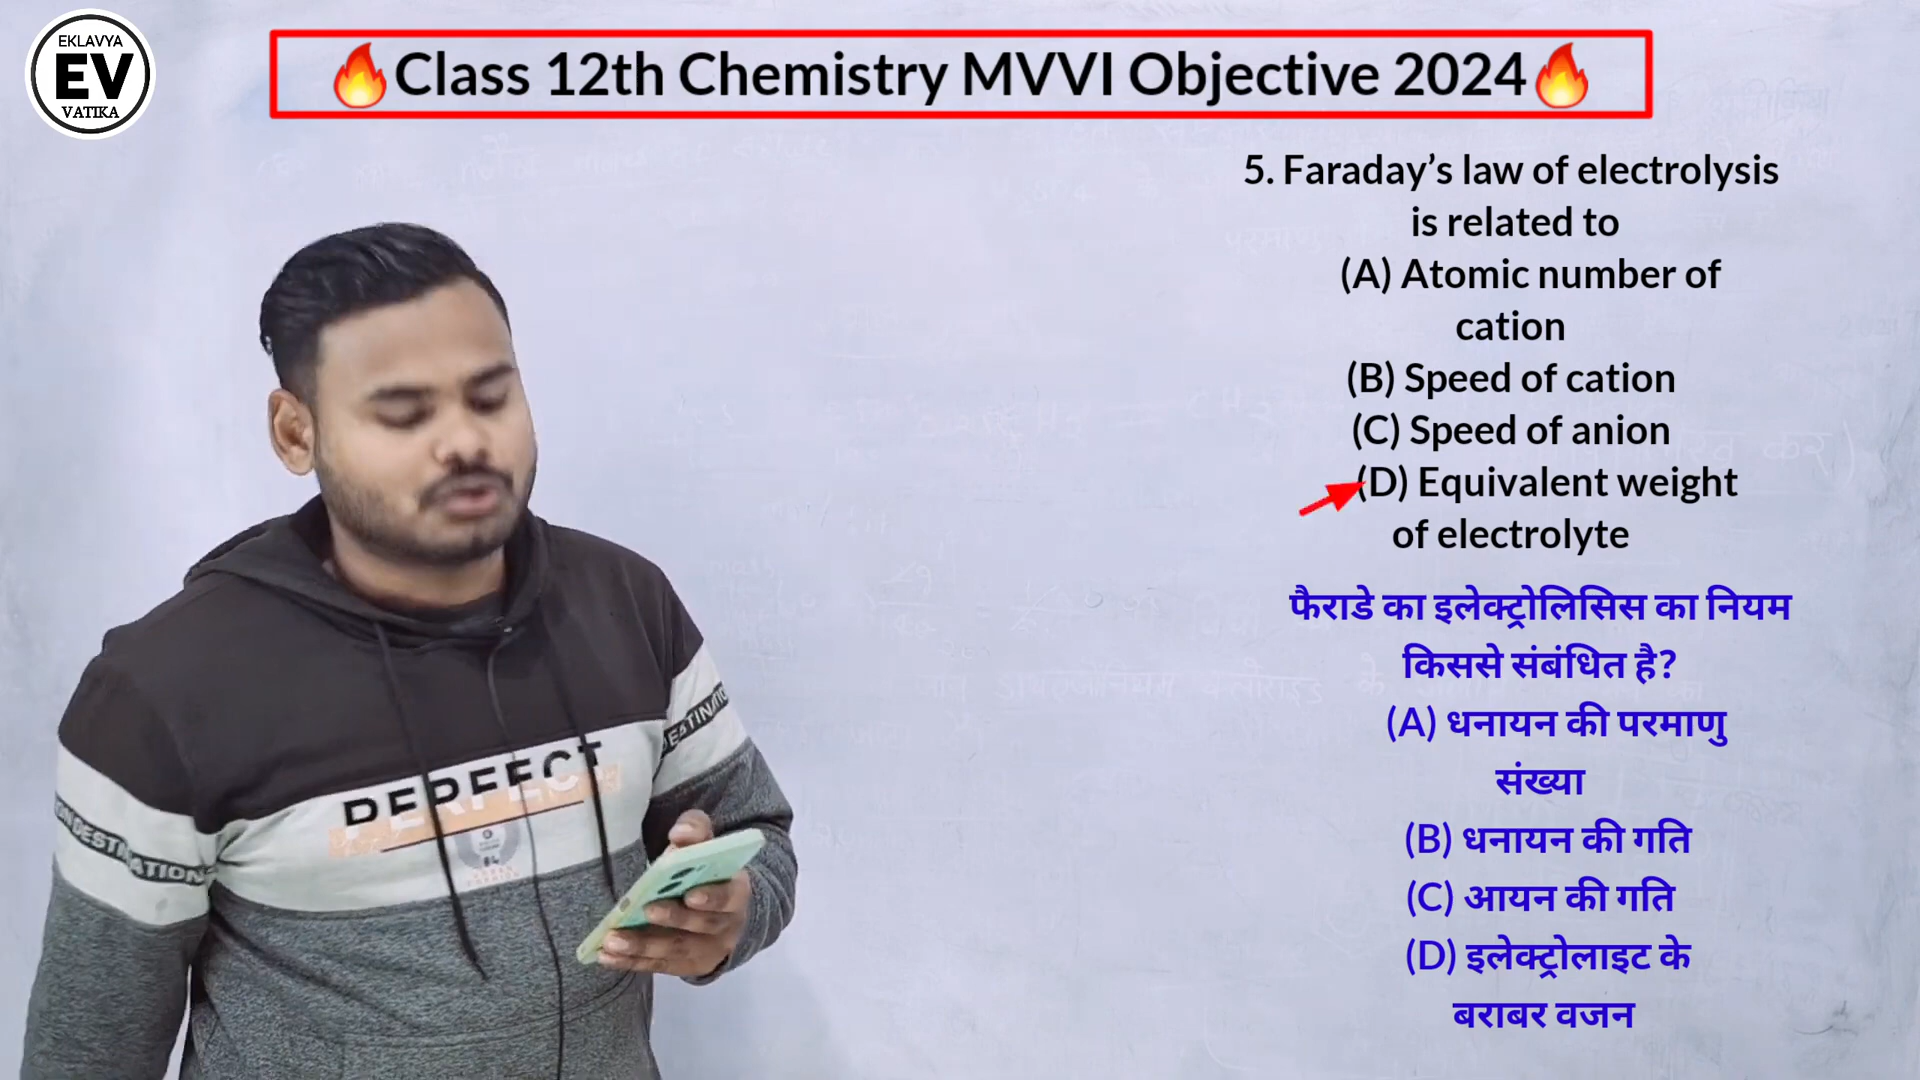 EKLAVYA
EV
VATIKA
🔥Class 12th Chemistry MVVI Objective 2024🔥
5. Faraday’s law of electrolysis
is related to
(A) Atomic number of
cation
(B) Speed of cation
(C) Speed of anion
(D) Equivalent weight
of electrolyte
फैराडे का इलेक्ट्रोलिसिस का नियम
किससे संबंधित है?
(A) धनायन की परमाणु
संख्या
(B) धनायन की गति
(C) आयन की गति
(D) इलेक्ट्रोलाइट के
बराबर वजन
PERFECT
PERFECT